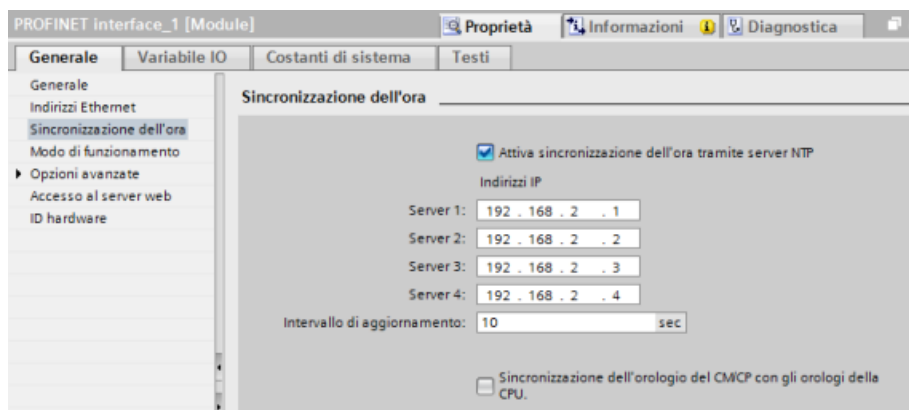 PROFINET interface_1 [Module]
Proprietà
Informazioni
Diagnostica
Generale
Variabile IO
Costanti di sistema
Testi
Generale
Indirizzi Ethernet
Sincronizzazione dell'ora
Modo di funzionamento
Opzioni avanzate
Accesso al server web
ID hardware
Sincronizzazione dell'ora
Attiva sincronizzazione dell'ora tramite server NTP
Indirizzi IP
Server 1: 192 . 168 . 2 . 1
Server 2: 192 . 168 . 2 . 2
Server 3: 192 . 168 . 2 . 3
Server 4: 192 . 168 . 2 . 4
Intervallo di aggiornamento: 10 sec
Sincronizzazione dell'orologio del CM/CP con gli orologi della
CPU.